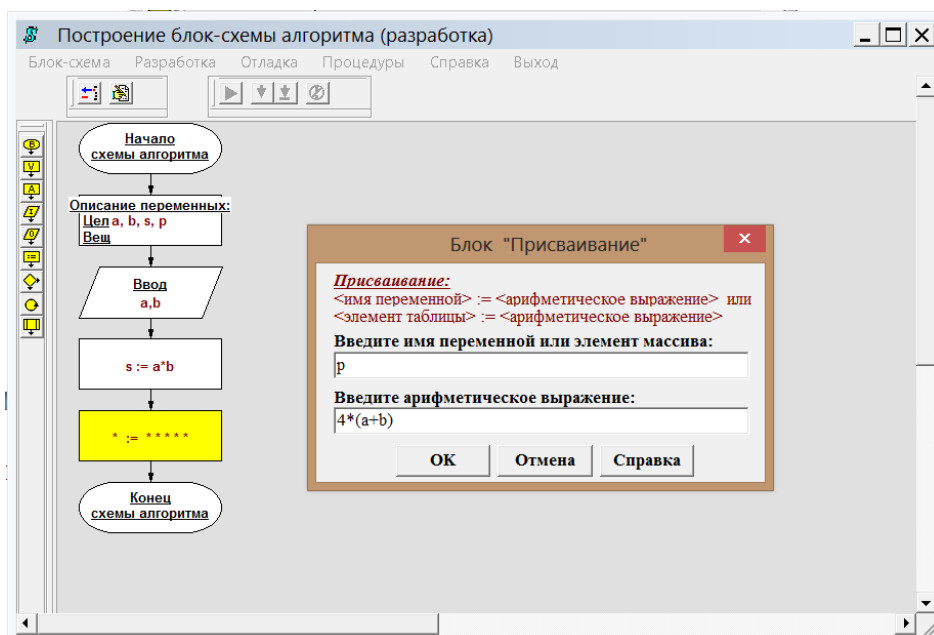 Построение блок-схемы алгоритма (разработка)
Блок-схема Разработка Отладка Процедуры Справка Выход
Начало
схемы алгоритма
Описание переменных:
Цел a, b, s, p
Вещ
Ввод
a,b
s := a*b
* := * * * * *
Конец
схемы алгоритма
Блок "Присваивание"
Присваивание:
<имя переменной> := <арифметическое выражение> или
<элемент таблицы> := <арифметическое выражение>
Введите имя переменной или элемент массива:
p
Введите арифметическое выражение:
4*(a+b)
OK Отмена Справка